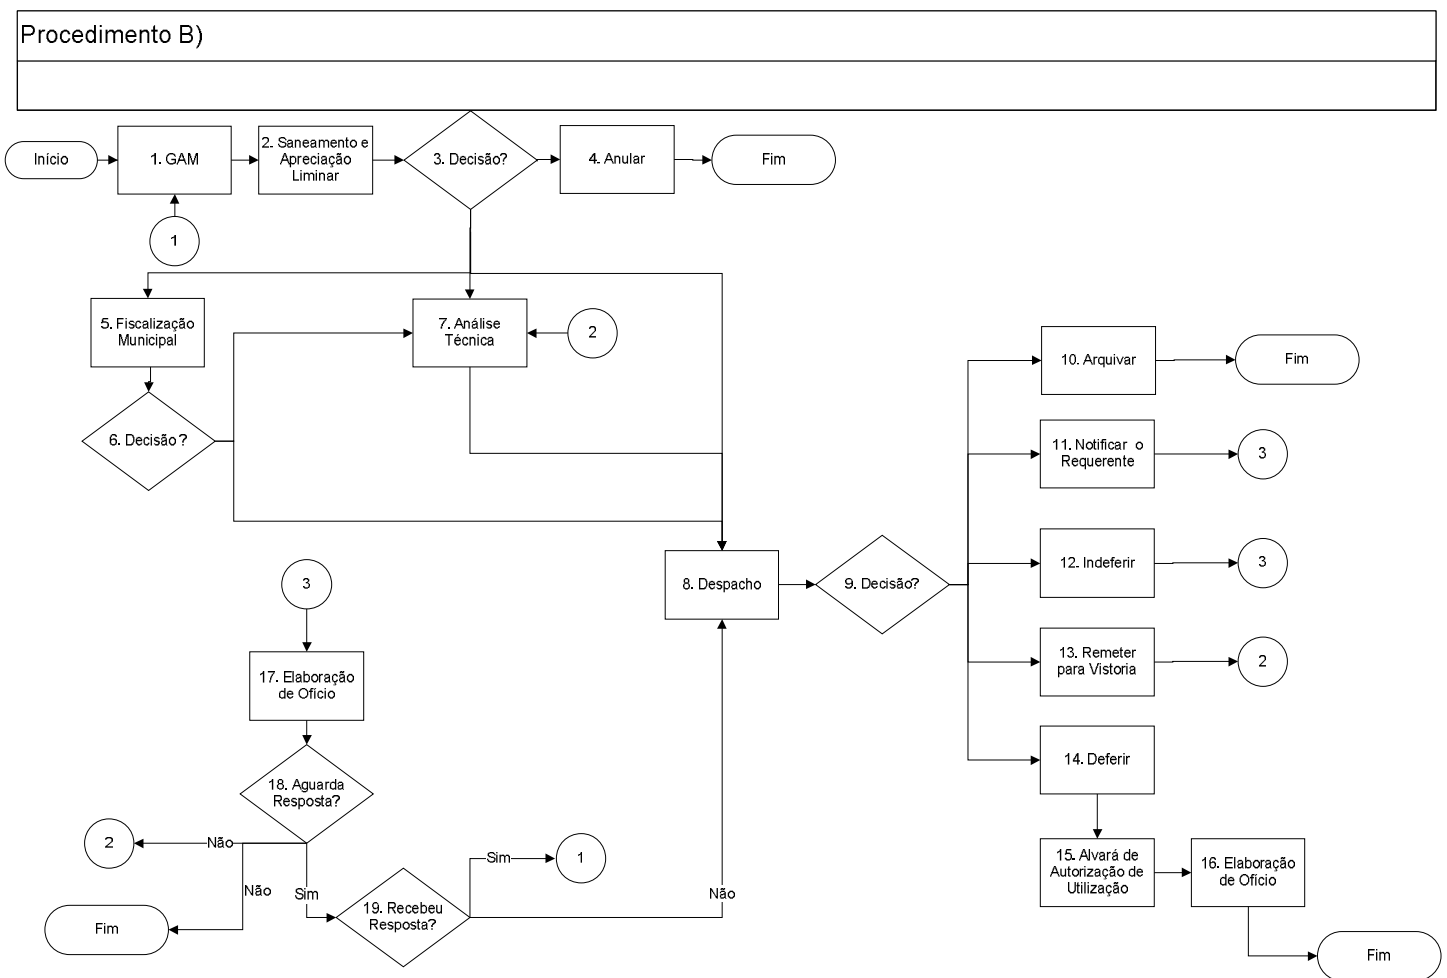 Procedimento B)
Início
1. GAM
2. Saneamento e
Apreciação
Liminar
3. Decisão?
4. Anular
Fim
1
5. Fiscalização
Municipal
7. Análise
Técnica
2
6. Decisão?
10. Arquivar
Fim
11. Notificar o
Requerente
3
12. Indeferir
3
8. Despacho
9. Decisão?
13. Remeter
para Vistoria
2
14. Deferir
15. Alvará de
Autorização de
Utilização
16. Elaboração
de Ofício
Fim
3
17. Elaboração
de Ofício
18. Aguarda
Resposta?
2
Não
Não
Sim
Fim
19. Recebeu
Resposta?
Sim
1
Não